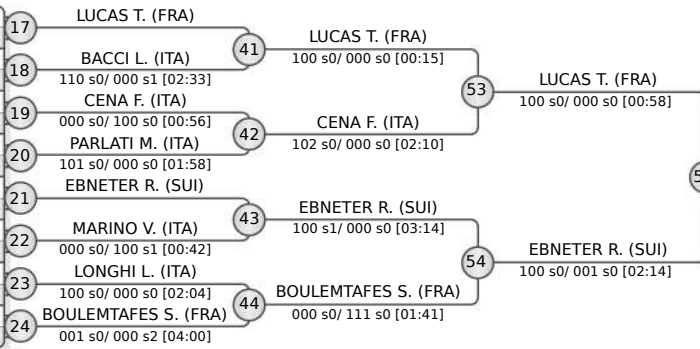 17
LUCAS T. (FRA)
18
BACCI L. (ITA)
110 s0/ 000 s1 [02:33]
19
CENA F. (ITA)
000 s0/ 100 s0 [00:56]
20
PARLATI M. (ITA)
101 s0/ 000 s0 [01:58]
21
EBNETER R. (SUI)
22
MARINO V. (ITA)
000 s0/ 100 s1 [00:42]
23
LONGHI L. (ITA)
100 s0/ 000 s0 [02:04]
24
BOULEMTAFES S. (FRA)
001 s0/ 000 s2 [04:00]
41
LUCAS T. (FRA)
100 s0/ 000 s0 [00:15]
42
CENA F. (ITA)
102 s0/ 000 s0 [02:10]
43
EBNETER R. (SUI)
100 s1/ 000 s0 [03:14]
44
BOULEMTAFES S. (FRA)
000 s0/ 111 s0 [01:41]
53
LUCAS T. (FRA)
100 s0/ 000 s0 [00:58]
54
EBNETER R. (SUI)
100 s0/ 001 s0 [02:14]